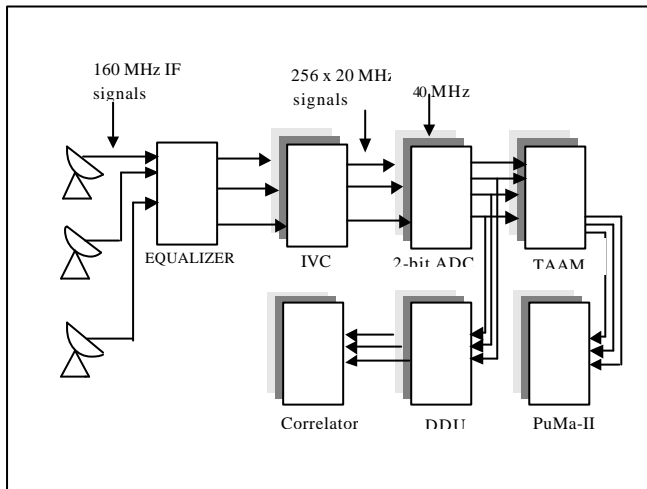 160 MHz IF
signals
256 x 20 MHz
signals
40 MHz
EQUALIZER
IVC
2-bit ADC
TAAM
Correlator
DDU
PuMa-II